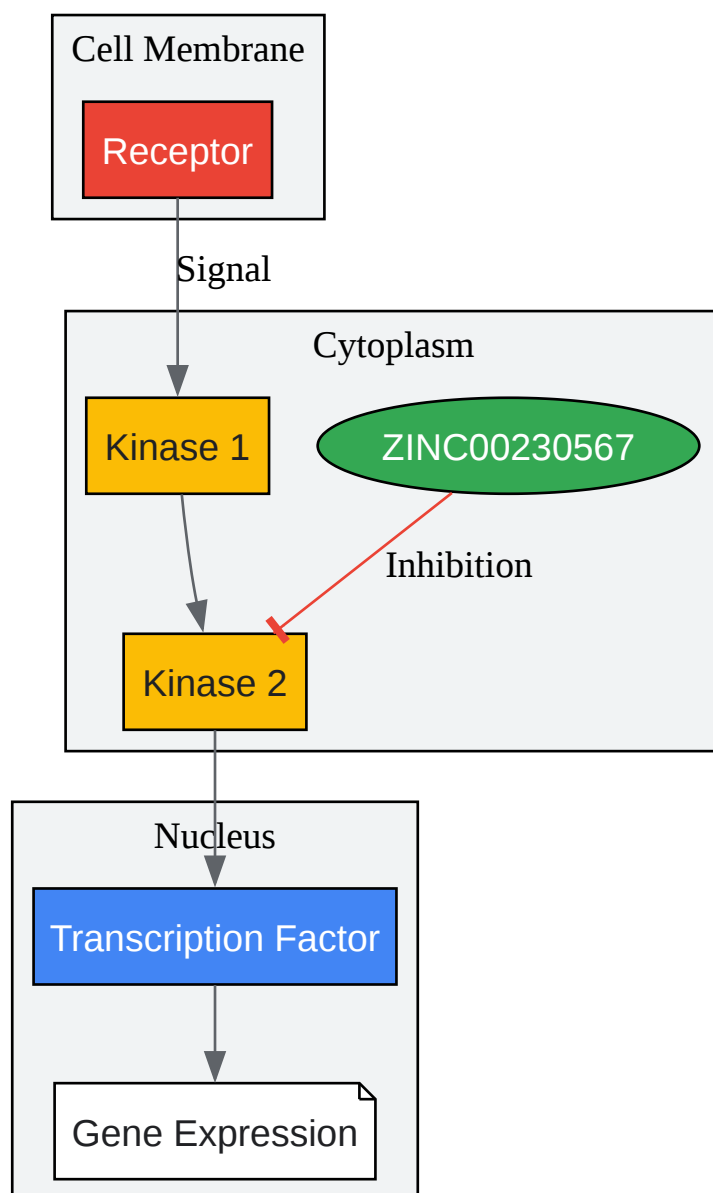 Cell Membrane
Receptor
Signal
Cytoplasm
Kinase 1
ZINC00230567
Inhibition
Kinase 2
Nucleus
Transcription Factor
Gene Expression